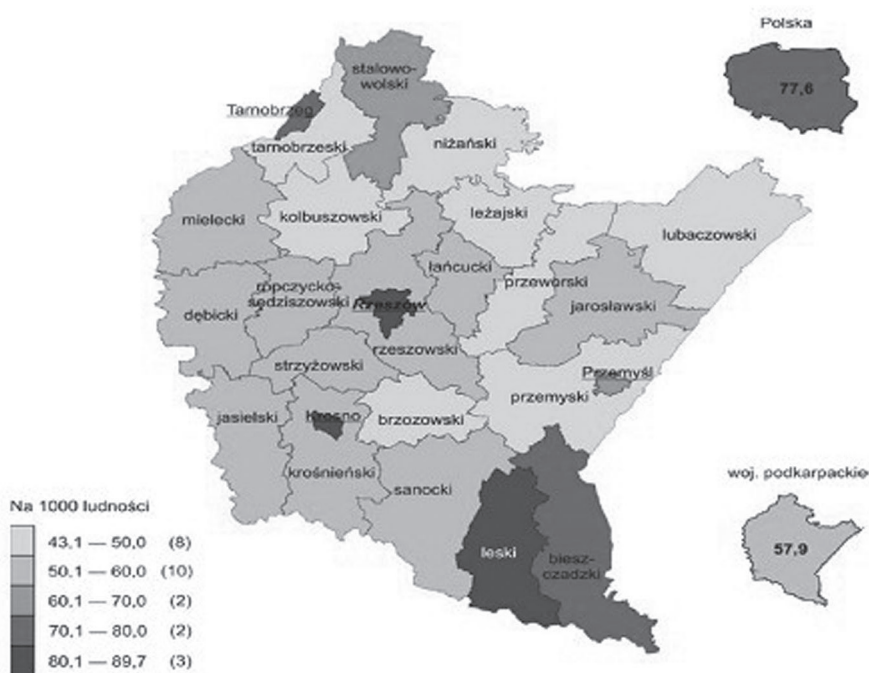 Polska
77,6
stalowo-
wolski
Tarnobrzeg
tarnobrzeski
niżański
mielecki
kolbuszowski
leżajski
lubaczowski
łańcucki
przeworski
ropczycko-
sędziszowski
Rzeszów
jarosławski
dębicki
rzeszowski
strzyżowski
Przemyśl
przemyski
jasielski
Krosno
brzozowski
krośnieński
sanocki
leski
biesz-
czadzki
woj. podkarpackie
57,9
Na 1000 ludności
43,1 — 50,0 (8)
50,1 — 60,0 (10)
60,1 — 70,0 (2)
70,1 — 80,0 (2)
80,1 — 89,7 (3)